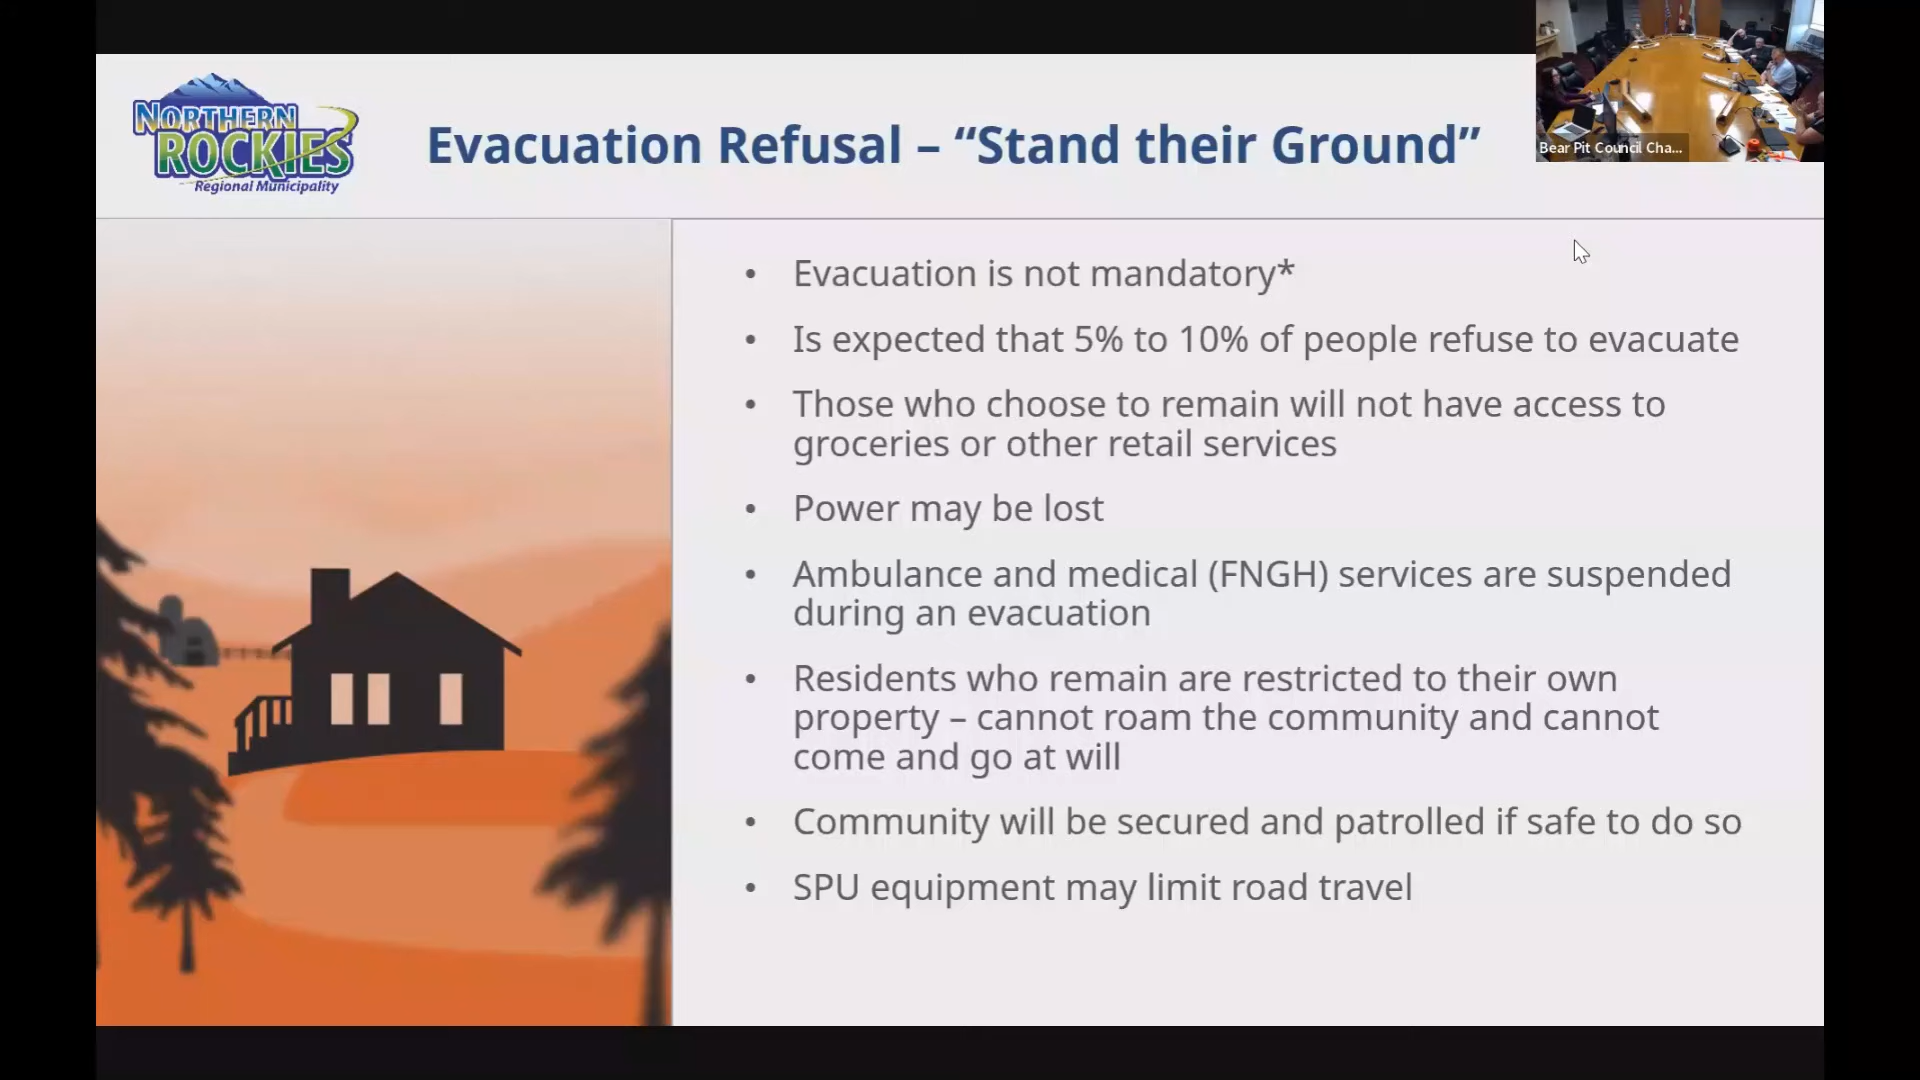 NORTHERN
ROCKIES
Regional Municipality
Evacuation Refusal – “Stand their Ground”
Bear Pit Council Cha...
• Evacuation is not mandatory*
• Is expected that 5% to 10% of people refuse to evacuate
• Those who choose to remain will not have access to
groceries or other retail services
• Power may be lost
• Ambulance and medical (FNGH) services are suspended
during an evacuation
• Residents who remain are restricted to their own
property – cannot roam the community and cannot
come and go at will
• Community will be secured and patrolled if safe to do so
• SPU equipment may limit road travel